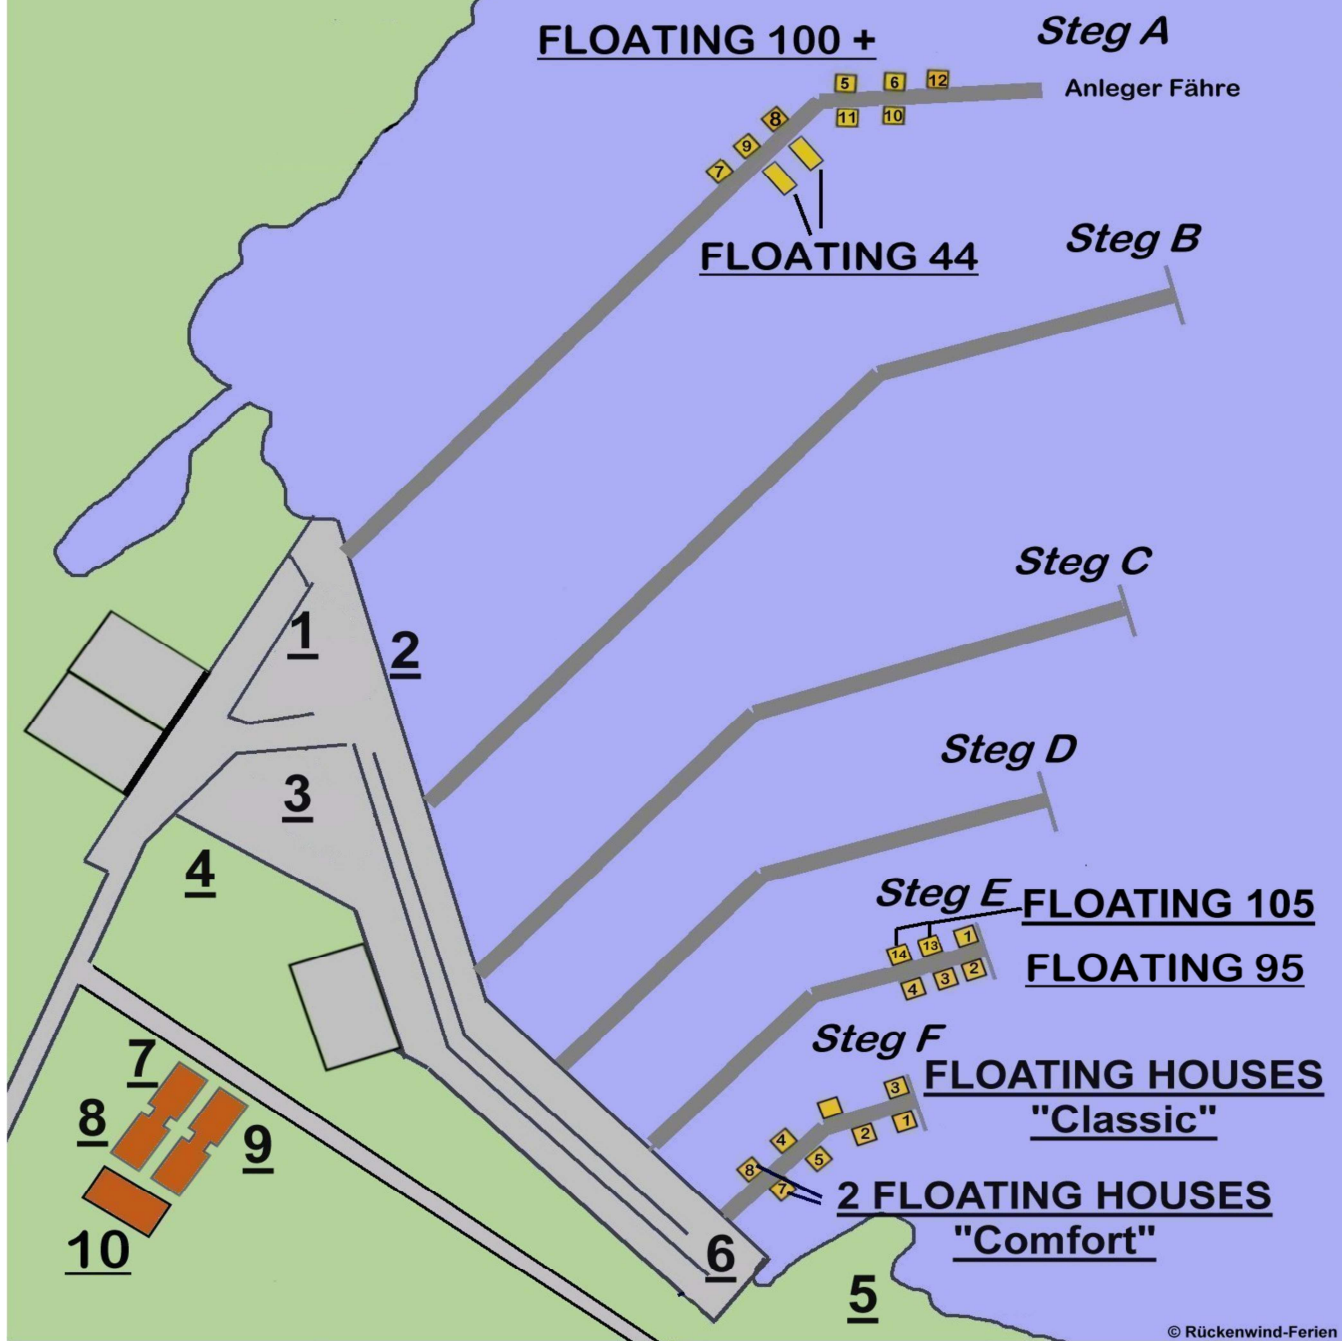 FLOATING 100 +
Steg A
5 6 12
Anleger Fähre
11 10
8
9
7
FLOATING 44
Steg B
Steg C
1
2
Steg D
3
4
Steg E
FLOATING 105
14 13 1
FLOATING 95
4 3 2
Steg F
7
FLOATING HOUSES
"Classic"
3
8
9
1
2
4
5
8
7
2 FLOATING HOUSES
"Comfort"
10
6
5
© Rückenwind-Ferien